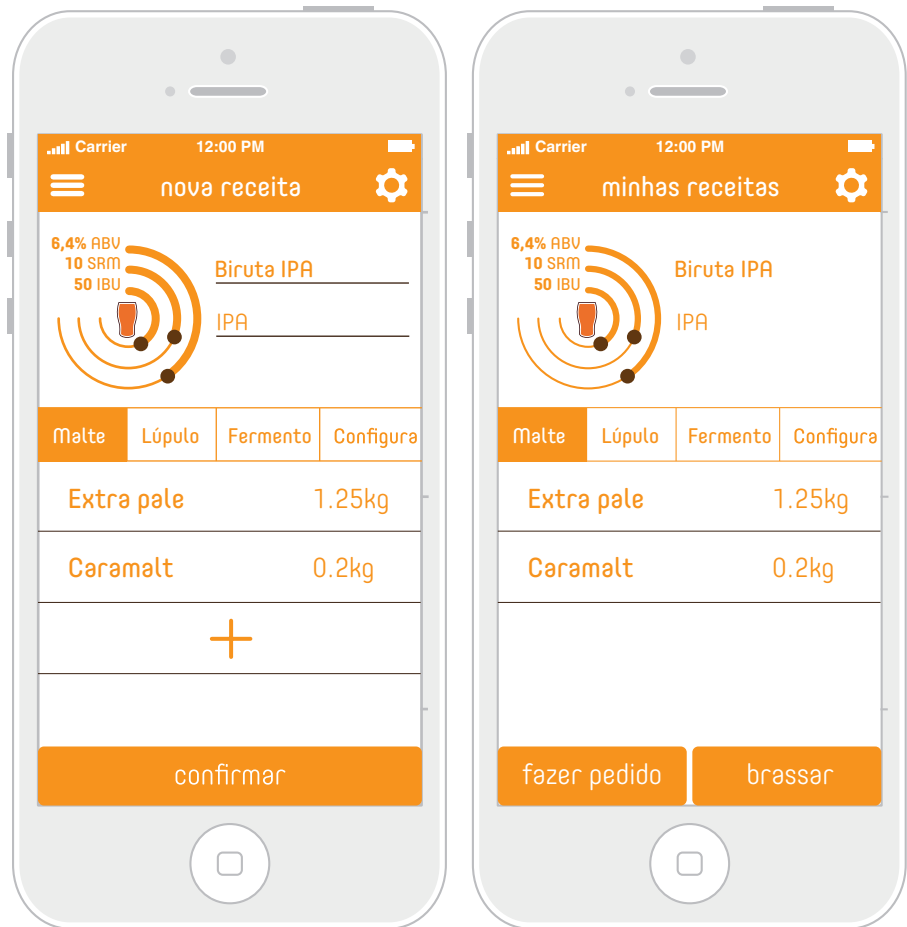 Carrier 12:00 PM
nova receita
6,4% ABV
10 SRM
50 IBU
Biruta IPA
IPA
Malte Lúpulo Fermento Configura
Extra pale 1.25kg
Caramalt 0.2kg
confirmar
Carrier 12:00 PM
minhas receitas
6,4% ABV
10 SRM
50 IBU
Biruta IPA
IPA
Malte Lúpulo Fermento Configura
Extra pale 1.25kg
Caramalt 0.2kg
fazer pedido brassar